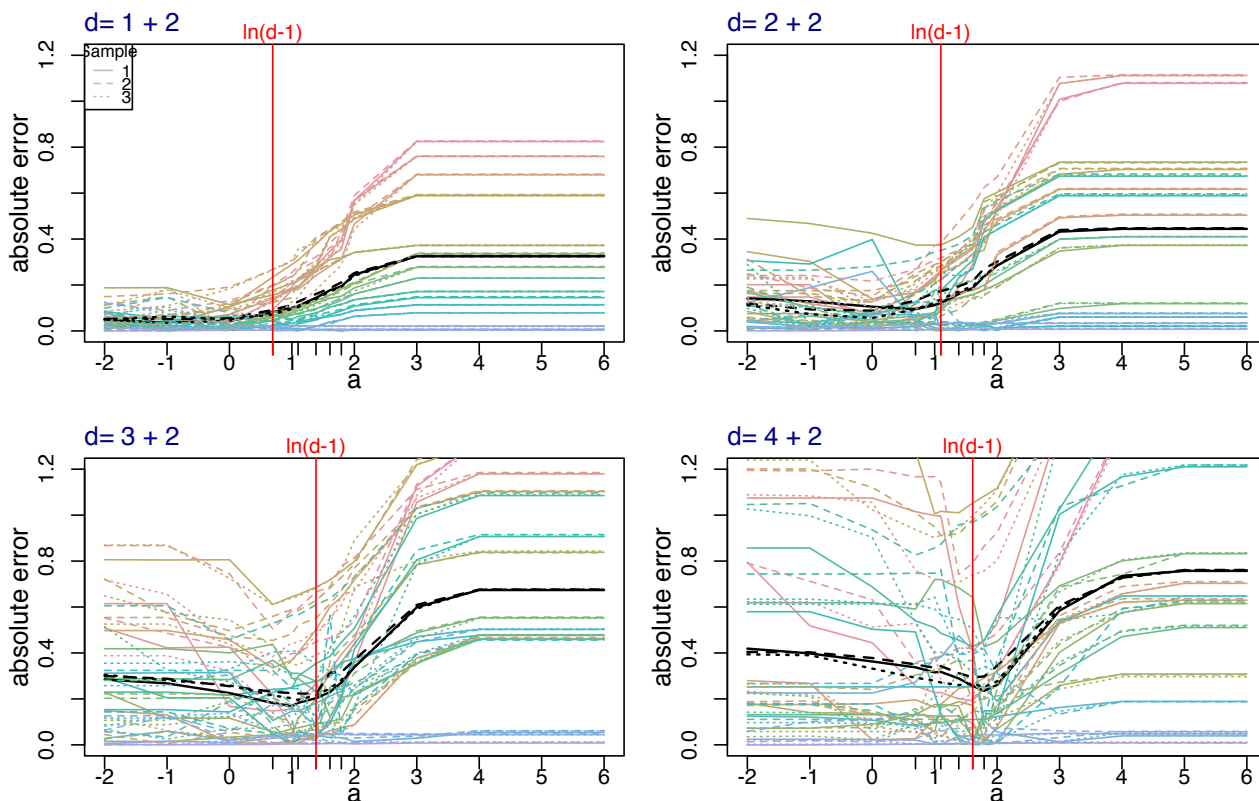 d= 1 + 2
ln(d-1)
Sample
1
2
3
absolute error
0.0 0.4 0.8 1.2
-2 -1 0 1 2 3 4 5 6
a
d= 2 + 2
ln(d-1)
absolute error
0.0 0.4 0.8 1.2
-2 -1 0 1 2 3 4 5 6
a
d= 3 + 2
ln(d-1)
absolute error
0.0 0.4 0.8 1.2
-2 -1 0 1 2 3 4 5 6
a
d= 4 + 2
ln(d-1)
absolute error
0.0 0.4 0.8 1.2
-2 -1 0 1 2 3 4 5 6
a